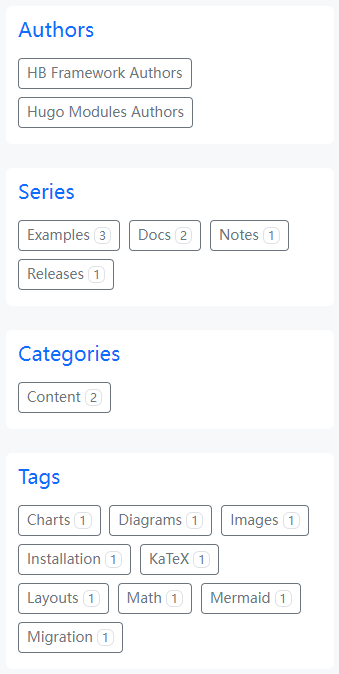 Authors
HB Framework Authors
Hugo Modules Authors
Series
Examples 3 Docs 2 Notes 1
Releases 1
Categories
Content 2
Tags
Charts 1 Diagrams 1 Images 1
Installation 1 KaTeX 1
Layouts 1 Math 1 Mermaid 1
Migration 1